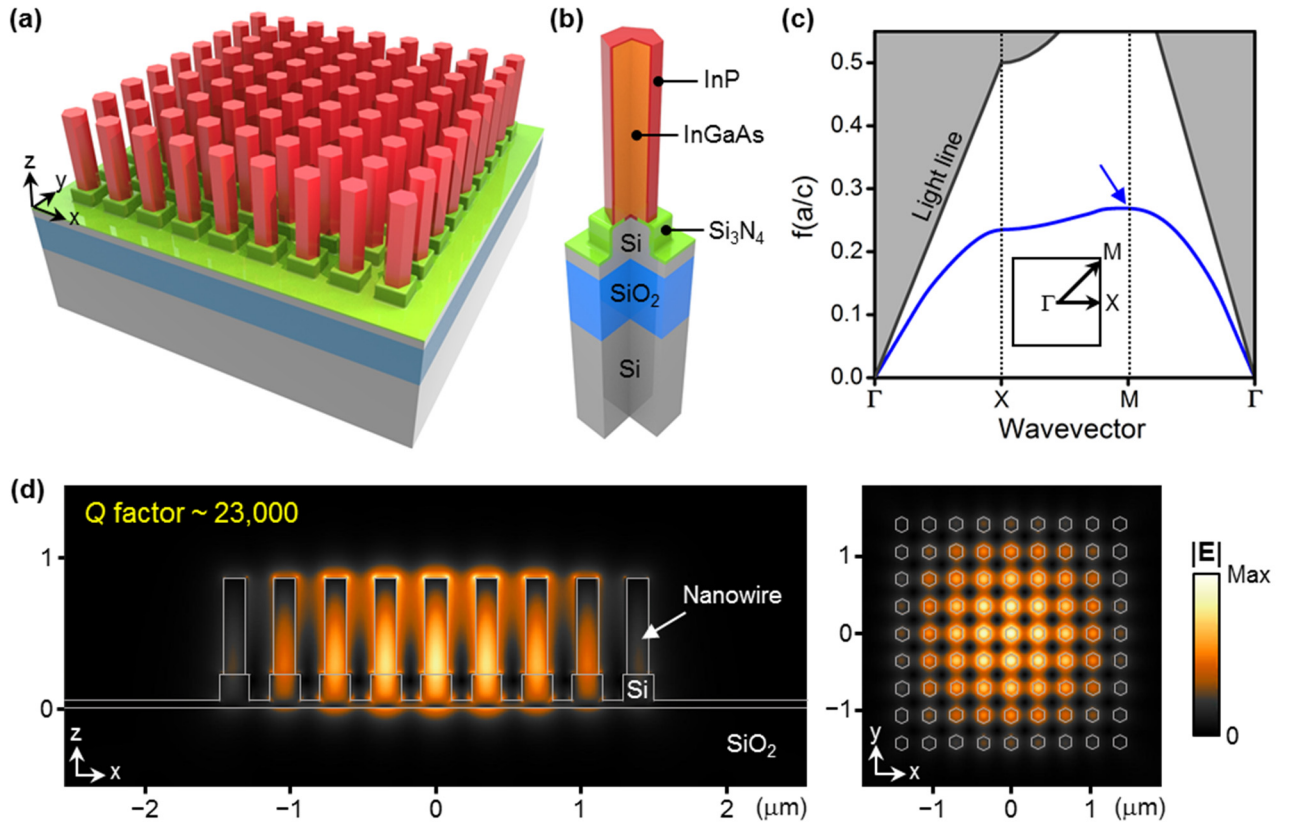 (a)
z
y
x
(b)
InP
InGaAs
Si₃N₄
Si
SiO₂
Si
(c)
f(a/c)
0.5
0.4
0.3
0.2
0.1
0.0
Light line
M
Γ
X
Γ
X
M
Γ
Wavevector
(d)
Q factor ~ 23,000
1
0
Nanowire
Si
SiO₂
z
x
−2
−1
0
1
2
(μm)
1
0
−1
y
x
−1
0
1
(μm)
|E|
Max
0